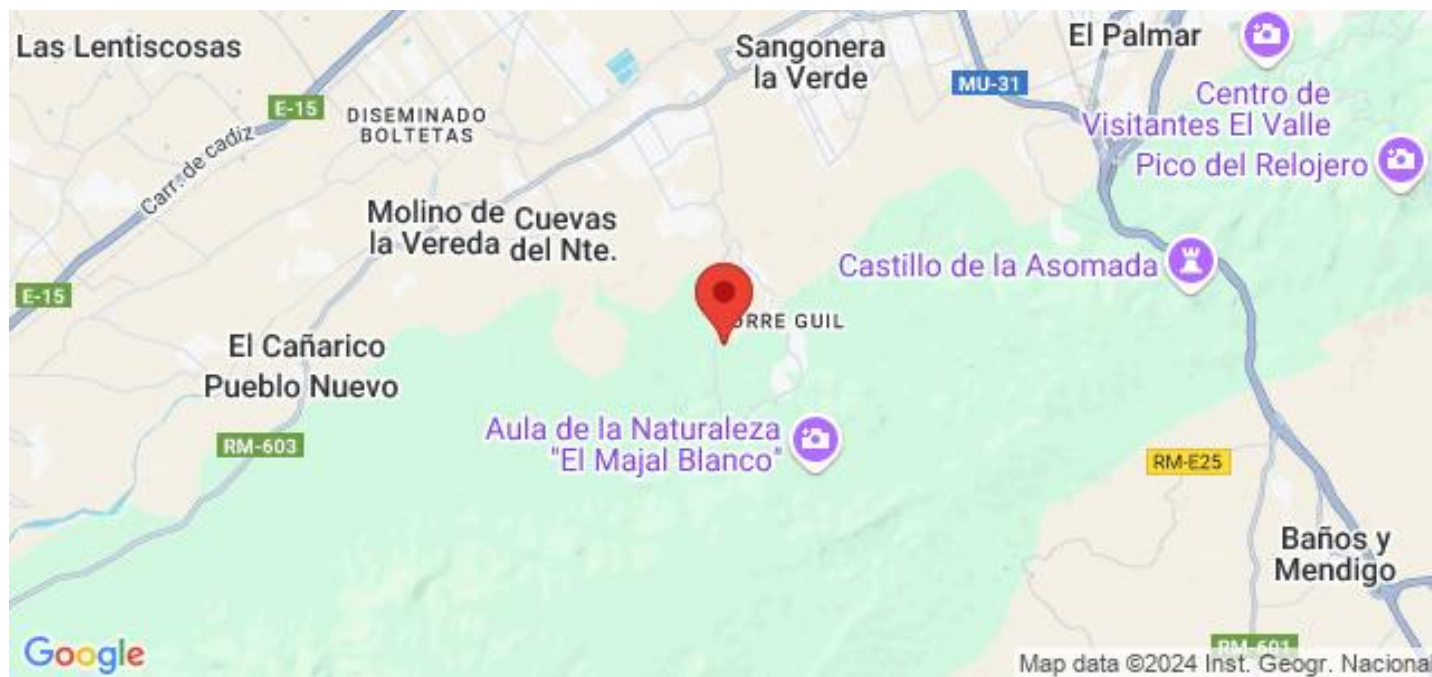 Las Lentiscosas
Sangonera
la Verde
El Palmar
MU-31
Centro de
Visitantes El Valle
Pico del Relojero
E-15
DISEMINADO
BOLTETAS
Carr. de cadiz
Molino de
la Vereda
Cuevas
del Nte.
Castillo de la Asomada
E-15
ORRE GUIL
El Cañarico
Pueblo Nuevo
Aula de la Naturaleza
"El Majal Blanco"
RM-603
RM-E25
Baños y
Mendigo
RM-601
Google
Map data ©2024 Inst. Geogr. Nacional